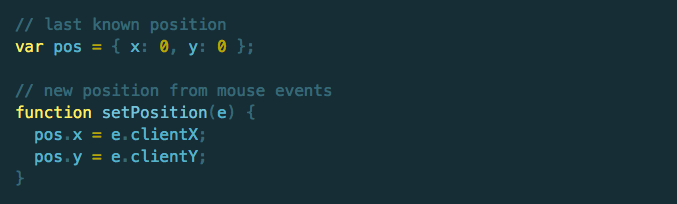 // last known position
var pos = { x: 0, y: 0 };

// new position from mouse events
function setPosition(e) {
  pos.x = e.clientX;
  pos.y = e.clientY;
}